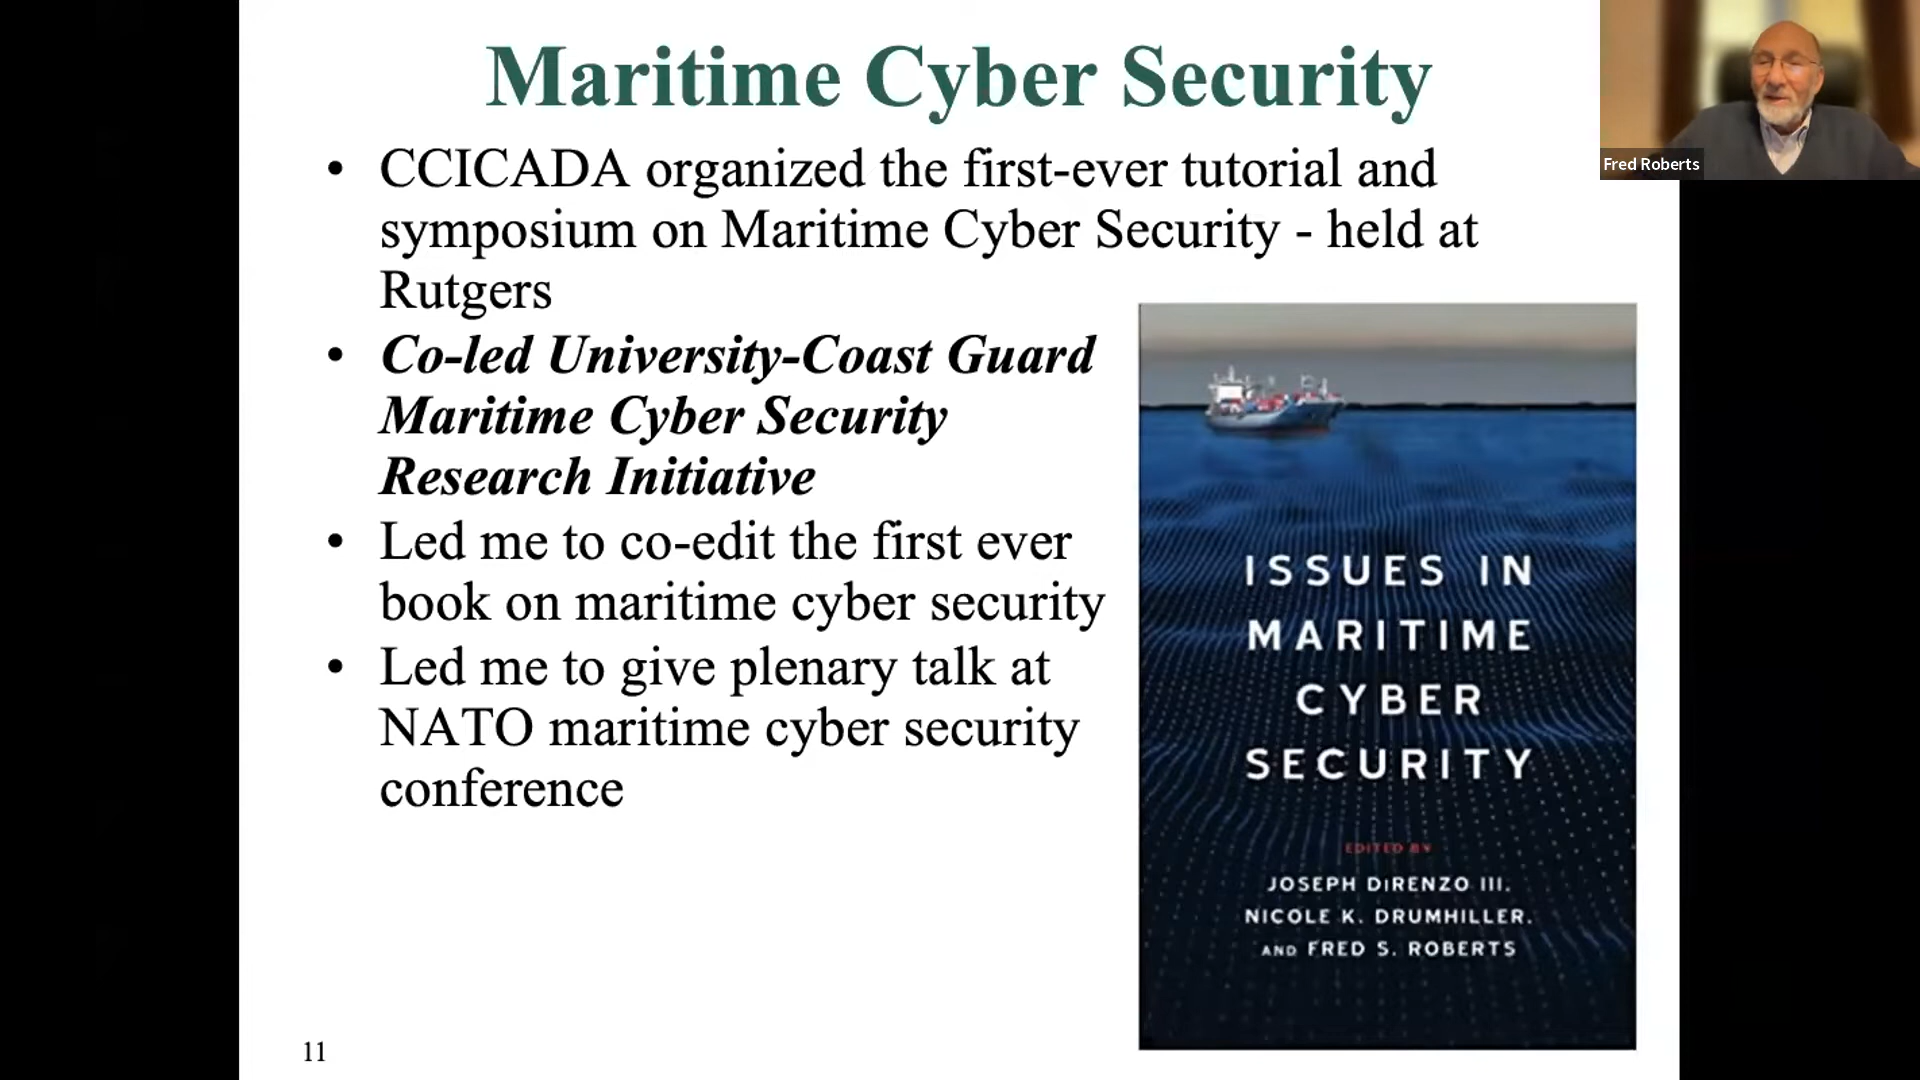 Maritime Cyber Security
• CCICADA organized the first-ever tutorial and
symposium on Maritime Cyber Security - held at
Rutgers
• Co-led University-Coast Guard
Maritime Cyber Security
Research Initiative
• Led me to co-edit the first ever
book on maritime cyber security
• Led me to give plenary talk at
NATO maritime cyber security
conference
ISSUES IN
MARITIME
CYBER
SECURITY
EDITED BY
JOSEPH DiRENZO III,
NICOLE K. DRUMHILLER,
AND FRED S. ROBERTS
11
Fred Roberts